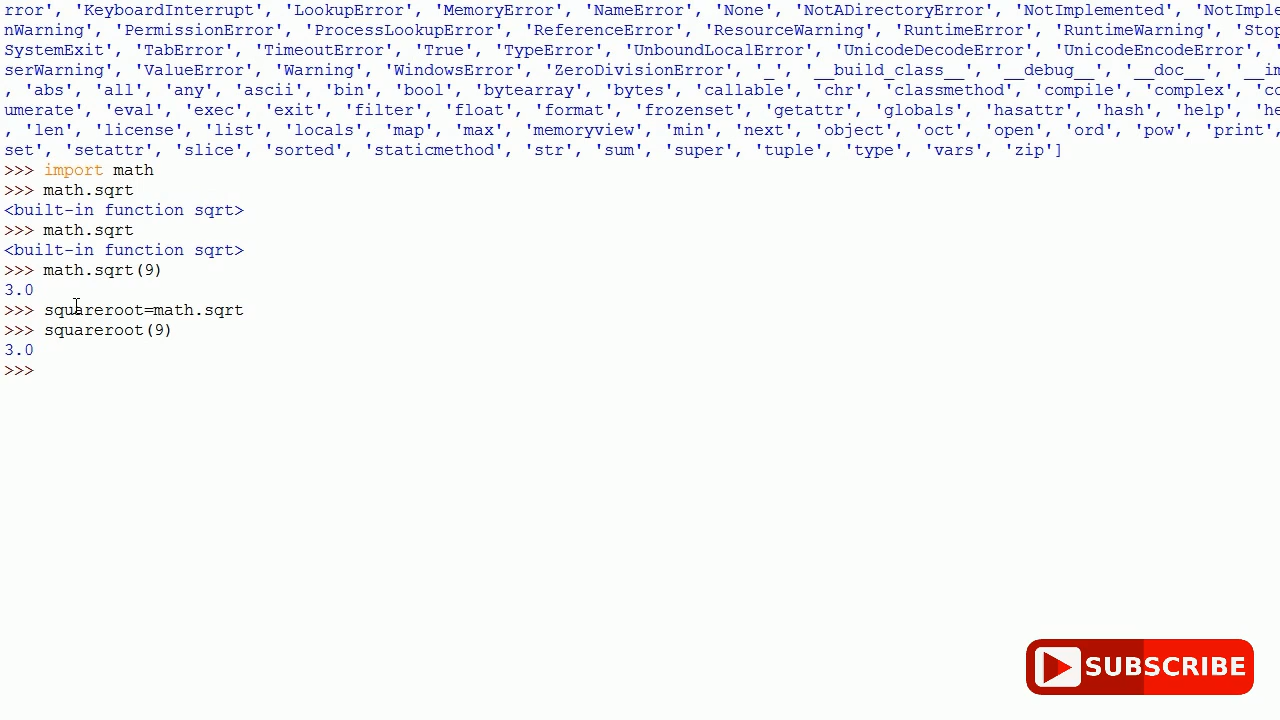 rror', 'KeyboardInterrupt', 'LookupError', 'MemoryError', 'NameError', 'None', 'NotADirectoryError', 'NotImplemented', 'NotImple
nWarning', 'PermissionError', 'ProcessLookupError', 'ReferenceError', 'ResourceWarning', 'RuntimeError', 'RuntimeWarning', 'Stop
SystemExit', 'TabError', 'TimeoutError', 'True', 'TypeError', 'UnboundLocalError', 'UnicodeDecodeError', 'UnicodeEncodeError', '
serWarning', 'ValueError', 'Warning', 'WindowsError', 'ZeroDivisionError', '_', '__build_class__', '__debug__', '__doc__', '__im
, 'abs', 'all', 'any', 'ascii', 'bin', 'bool', 'bytearray', 'bytes', 'callable', 'chr', 'classmethod', 'compile', 'complex', 'co
umerate', 'eval', 'exec', 'exit', 'filter', 'float', 'format', 'frozenset', 'getattr', 'globals', 'hasattr', 'hash', 'help', 'he
, 'len', 'license', 'list', 'locals', 'map', 'max', 'memoryview', 'min', 'next', 'object', 'oct', 'open', 'ord', 'pow', 'print',
set', 'setattr', 'slice', 'sorted', 'staticmethod', 'str', 'sum', 'super', 'tuple', 'type', 'vars', 'zip']
>>> import math
>>> math.sqrt
<built-in function sqrt>
>>> math.sqrt
<built-in function sqrt>
>>> math.sqrt(9)
3.0
>>> squareroot=math.sqrt
>>> squareroot(9)
3.0
>>>
SUBSCRIBE